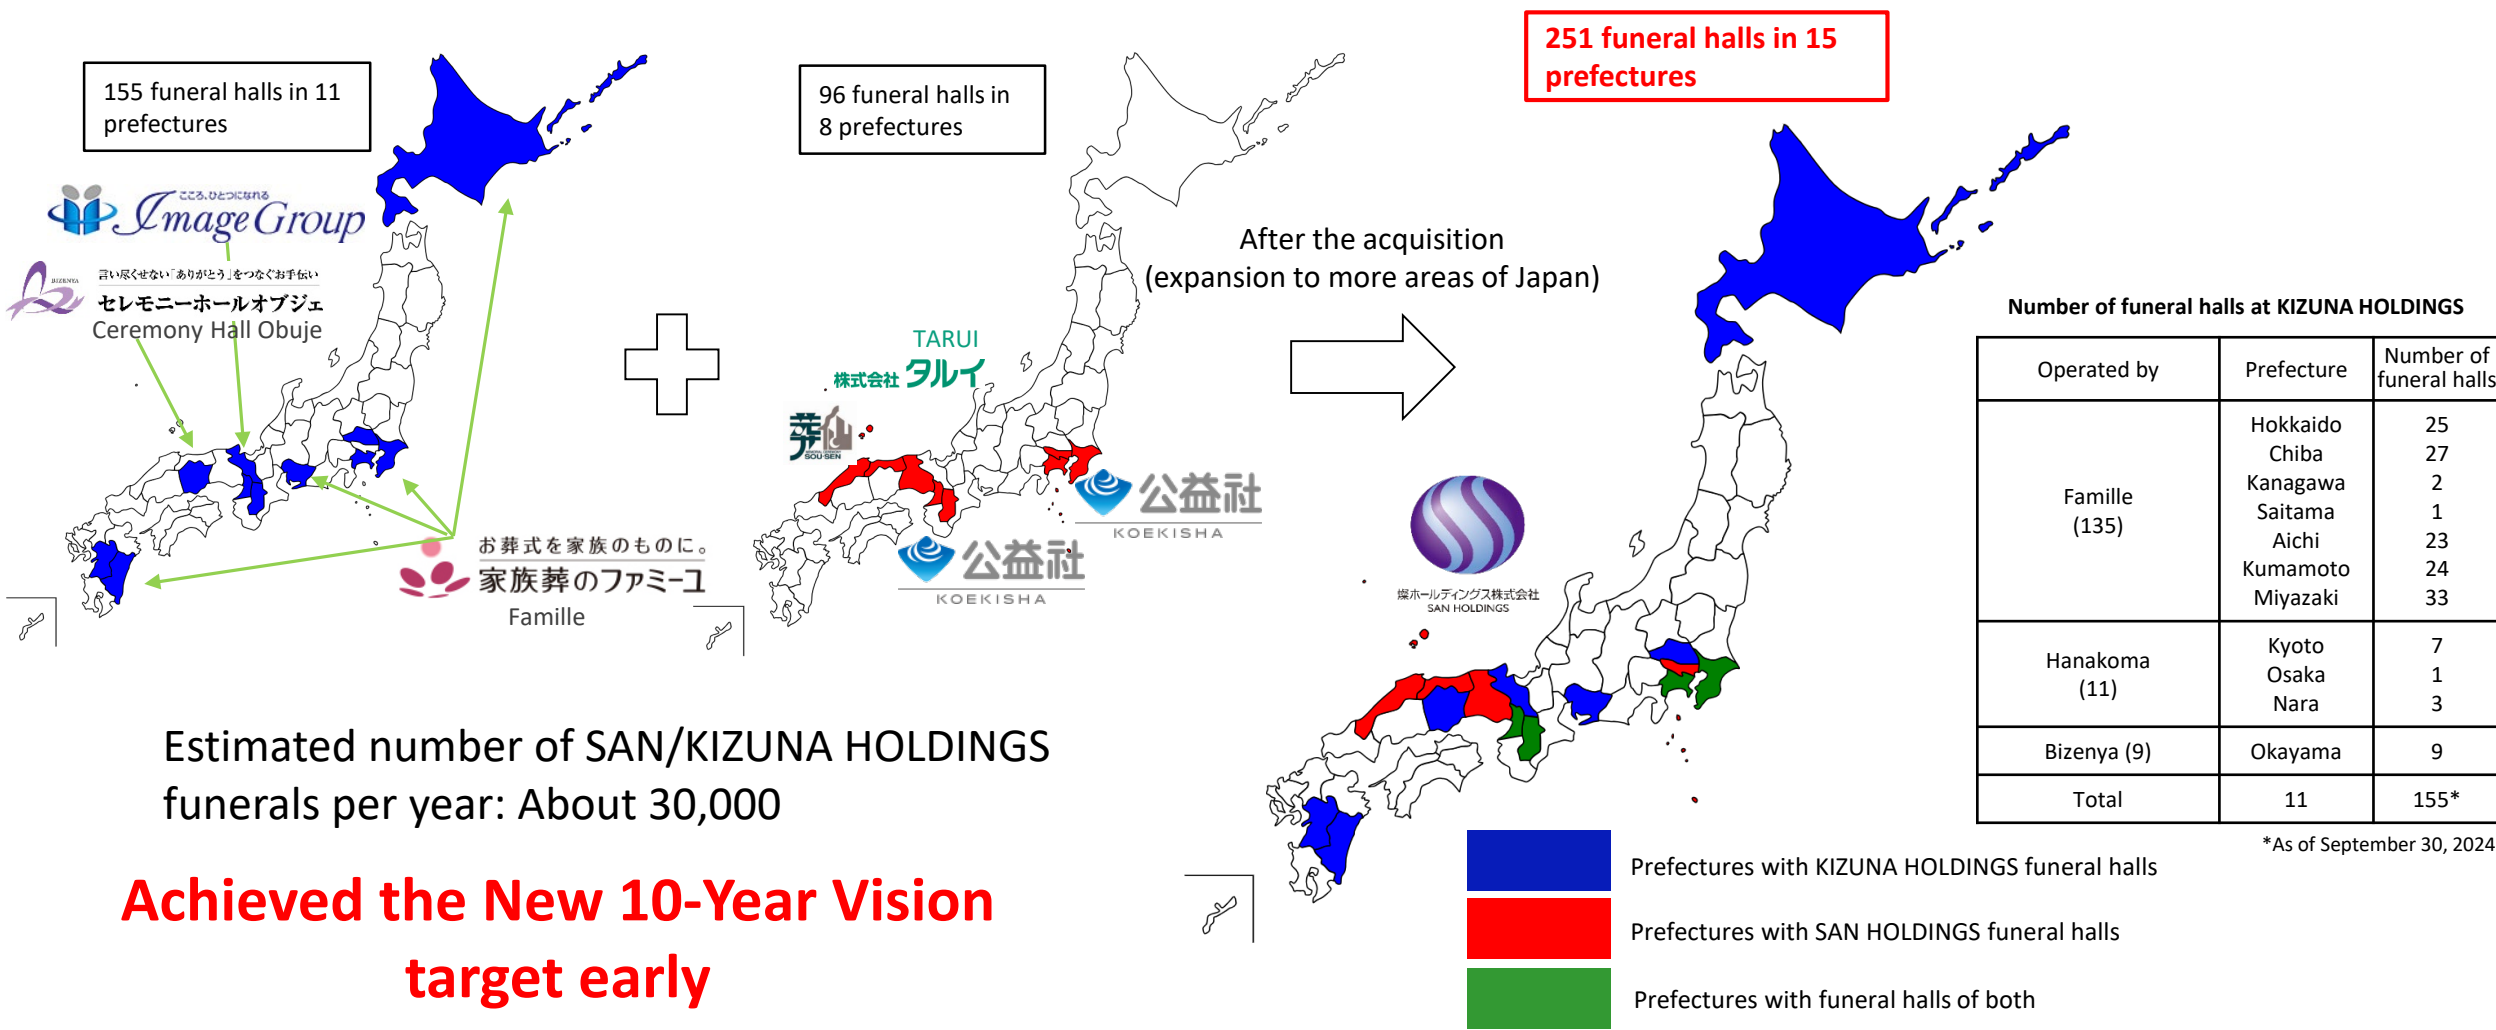 155 funeral halls in 11
prefectures
こころ、ひとつになれる
Image Group
BIZENYA
言い尽くせない「ありがとう」をつなぐお手伝い
セレモニーホールオブジェ
Ceremony Hall Obuje
お葬式を家族のものに。
家族葬のファミーユ
Famille
96 funeral halls in
8 prefectures
TARUI
株式会社 タルイ
SOU-SEN
公益社
KOEKISHA
公益社
KOEKISHA
After the acquisition
(expansion to more areas of Japan)
251 funeral halls in 15
prefectures
燦ホールディングス株式会社
SAN HOLDINGS
Number of funeral halls at KIZUNA HOLDINGS
Operated by Prefecture Number of
funeral halls
Famille
(135)
Hokkaido 25
Chiba 27
Kanagawa 2
Saitama 1
Aichi 23
Kumamoto 24
Miyazaki 33
Hanakoma
(11)
Kyoto 7
Osaka 1
Nara 3
Bizenya (9) Okayama 9
Total 11 155*
*As of September 30, 2024
Estimated number of SAN/KIZUNA HOLDINGS
funerals per year: About 30,000
Achieved the New 10-Year Vision
target early
Prefectures with KIZUNA HOLDINGS funeral halls
Prefectures with SAN HOLDINGS funeral halls
Prefectures with funeral halls of both